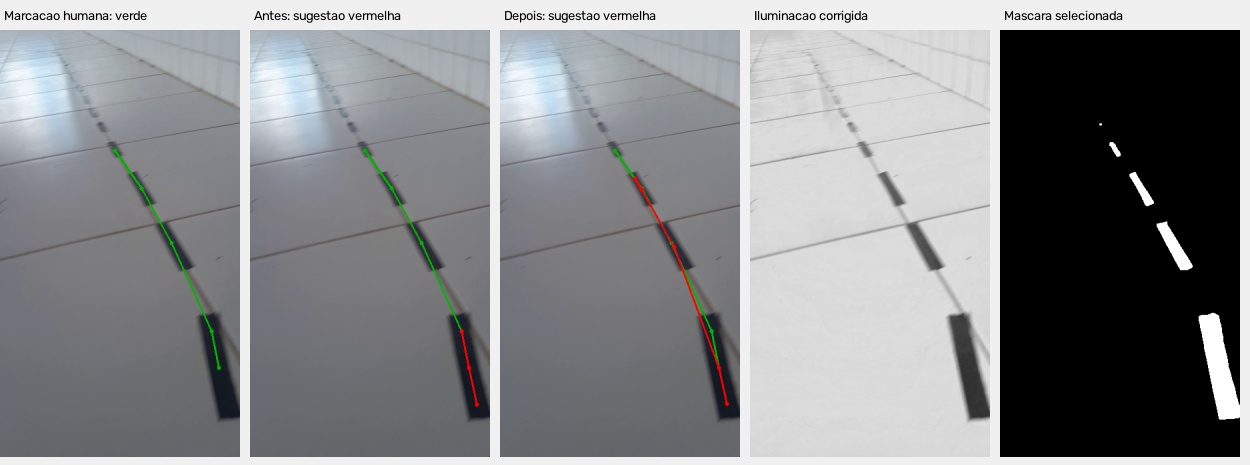 Marcacao humana: verde
Antes: sugestao vermelha
Depois: sugestao vermelha
Iluminacao corrigida
Mascara selecionada